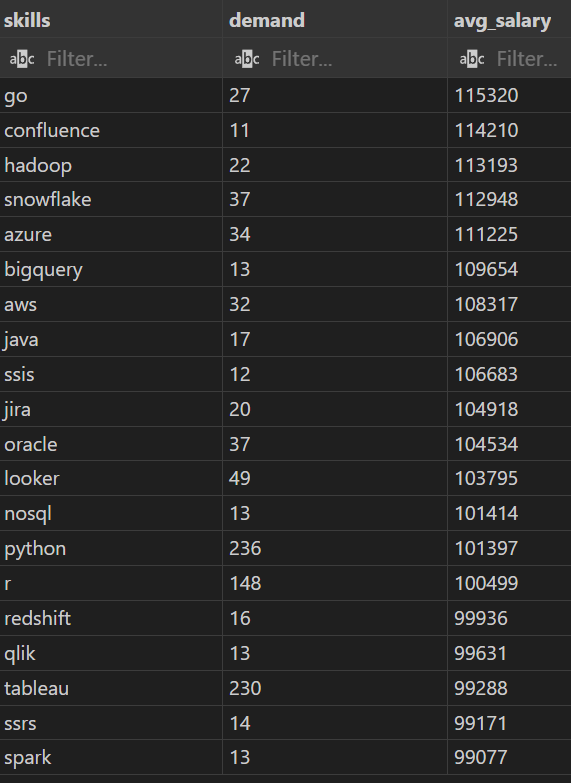 skills demand avg_salary
abc Filter... abc Filter... abc Filter...
go 27 115320
confluence 11 114210
hadoop 22 113193
snowflake 37 112948
azure 34 111225
bigquery 13 109654
aws 32 108317
java 17 106906
ssis 12 106683
jira 20 104918
oracle 37 104534
looker 49 103795
nosql 13 101414
python 236 101397
r 148 100499
redshift 16 99936
qlik 13 99631
tableau 230 99288
ssrs 14 99171
spark 13 99077